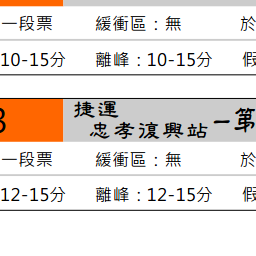 一段票 緩衝區：無 於
10-15分 離峰：10-15分 假
3 捷運
忠孝復興站 －第
一段票 緩衝區：無 於
12-15分 離峰：12-15分 假